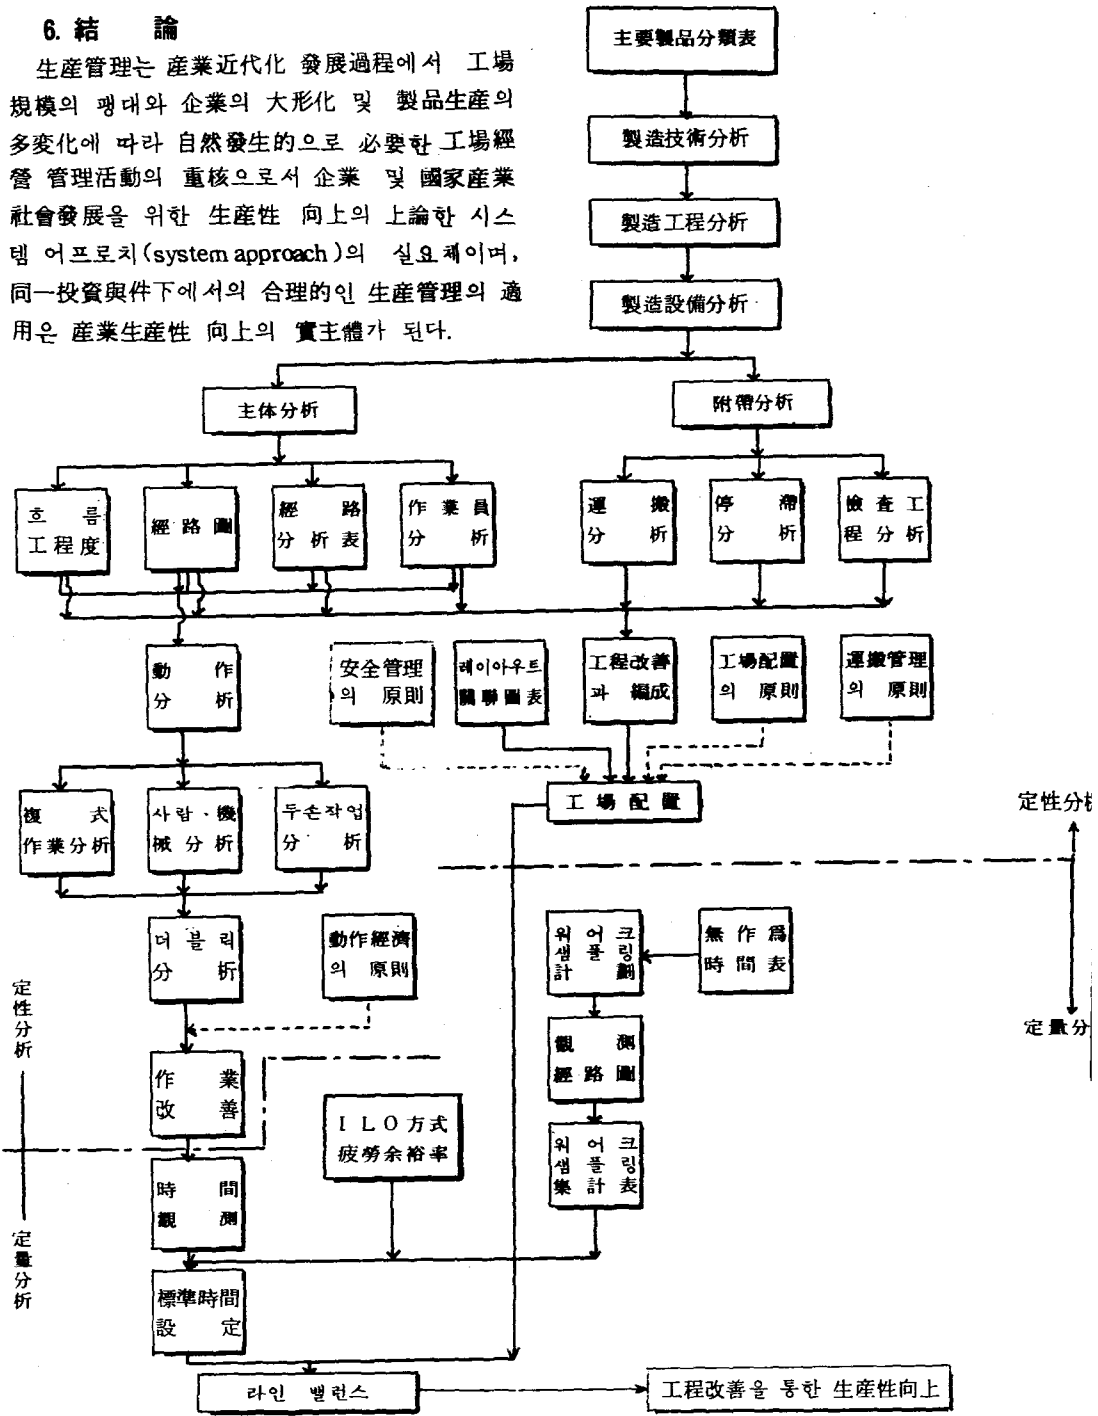 6. 結 論
生産管理는 産業近代化 發展過程에서 工場
規模의 팽대와 企業의 大形化 및 製品生産의
多変化에 따라 自然發生的으로 必要한 工場經
營 管理活動의 重核으로서 企業 및 國家産業
社會發展을 위한 生産性 向上의 上論한 시스
템 어프로치(system approach)의 실요체이며,
同一投資與件下에서의 合理的인 生産管理의 適
用은 産業生産性 向上의 實主體가 된다.
主要製品分類表
製造技術分析
製造工程分析
製造設備分析
主体分析
附帶分析
흐름
工程度
經路圖
經路
分析表
作業員
分析
運搬
分析
停滯
分析
檢査工
程分析
動作
分析
安全管理
의 原則
레이아우트
關聯圖表
工程改善
과 編成
工場配置
의 原則
運搬管理
의 原則
複式
作業分析
사람·機
械分析
두손작업
分析
工場配置
定性分析
定量分
더블릭
分析
動作經濟
의 原則
워어크
샘플링
計劃
無作爲
時間表
觀測
經路圖
워어크
샘플링
集計表
定性分析
定量分析
作業
改善
ILO方式
疲勞余裕率
時間
觀測
標準時間
設定
라인 밸런스
工程改善을 통한 生産性向上